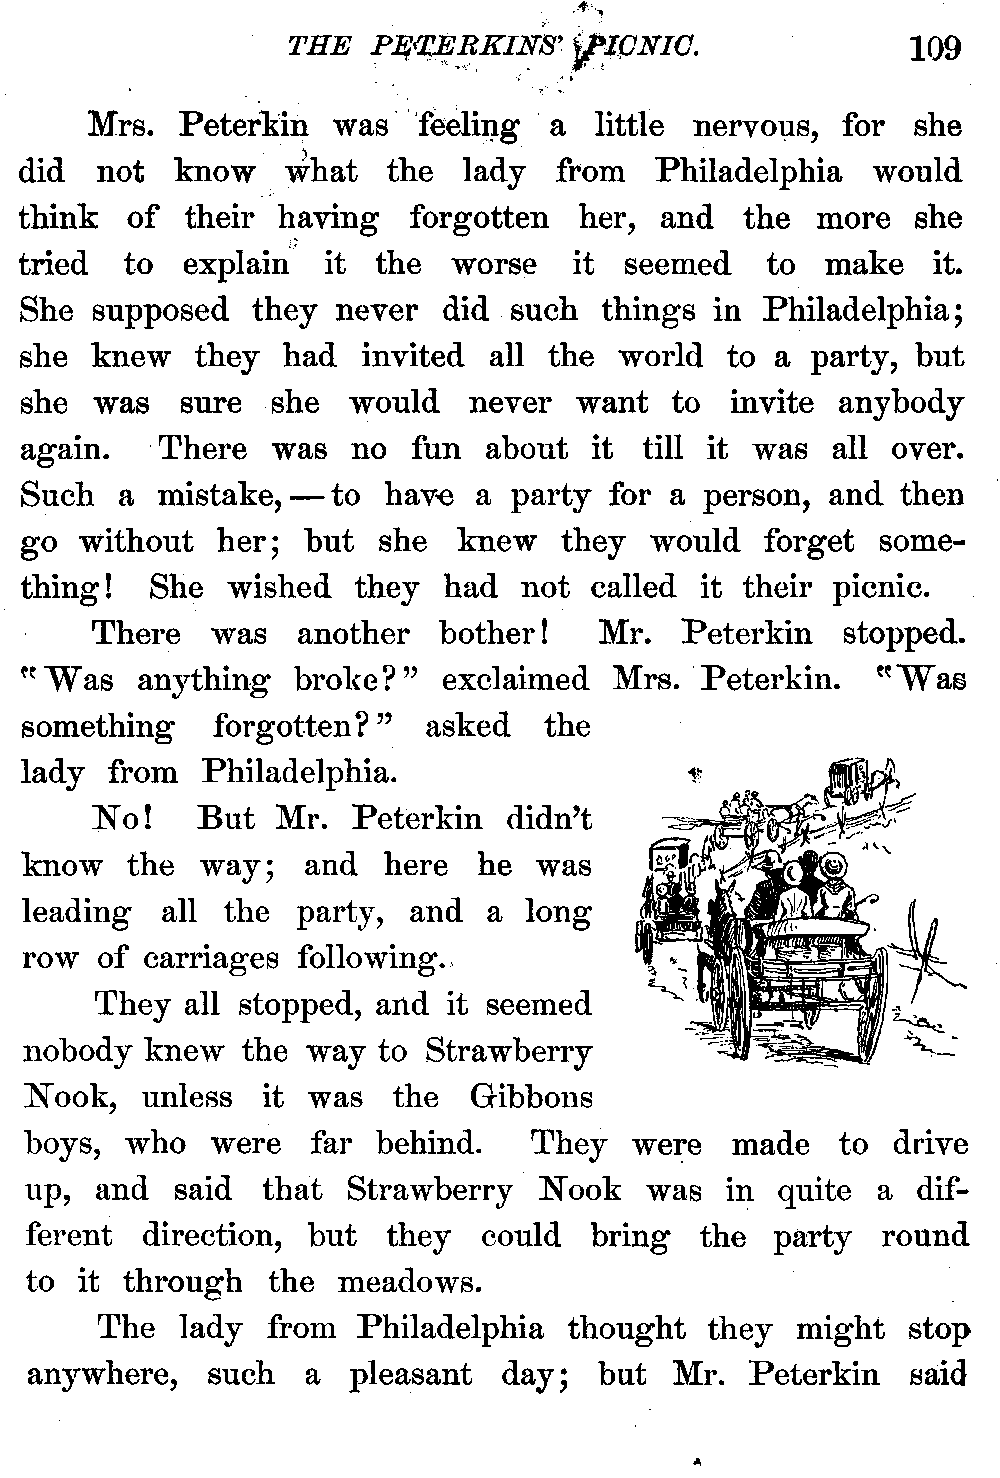 THE PETERKINS' PICNIC. 109
Mrs. Peterkin was feeling a little nervous, for she
did not know what the lady from Philadelphia would
think of their having forgotten her, and the more she
tried to explain it the worse it seemed to make it.
She supposed they never did such things in Philadelphia;
she knew they had invited all the world to a party, but
she was sure she would never want to invite anybody
again. There was no fun about it till it was all over.
Such a mistake, — to have a party for a person, and then
go without her; but she knew they would forget some-
thing! She wished they had not called it their picnic.
There was another bother! Mr. Peterkin stopped.
"Was anything broke?" exclaimed Mrs. Peterkin. "Was
something forgotten?" asked the
lady from Philadelphia.
No! But Mr. Peterkin didn't
know the way; and here he was
leading all the party, and a long
row of carriages following.
They all stopped, and it seemed
nobody knew the way to Strawberry
Nook, unless it was the Gibbons
boys, who were far behind. They were made to drive
up, and said that Strawberry Nook was in quite a dif-
ferent direction, but they could bring the party round
to it through the meadows.
The lady from Philadelphia thought they might stop
anywhere, such a pleasant day; but Mr. Peterkin said